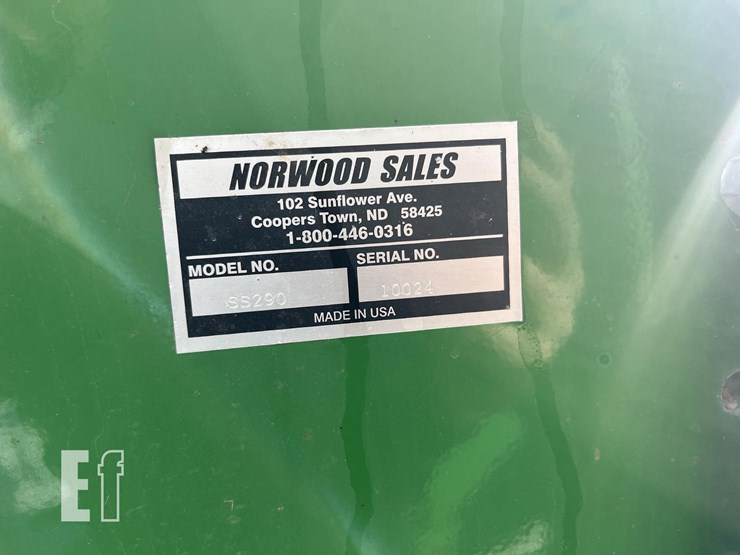 NORWOOD SALES
102 Sunflower Ave.
Coopers Town, ND 58425
1-800-446-0316
MODEL NO. SERIAL NO.
SS290 10024
MADE IN USA
Ef